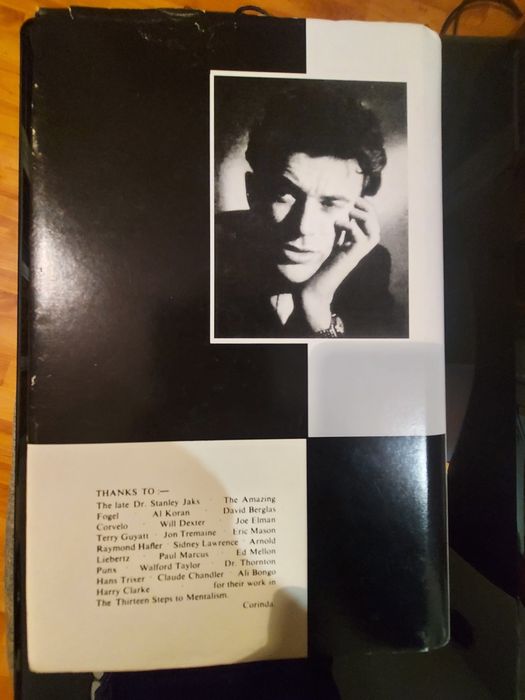 THANKS TO :—
The late Dr. Stanley Jaks · The Amazing
Fogel · Al Koran · David Berglas
Corvelo · Will Dexter · Joe Elman
Terry Guyatt · Jon Tremaine · Eric Mason
Raymond Hafler · Sidney Lawrence · Arnold
Liebertz · Paul Marcus · Ed Mellon
Punx · Walford Taylor · Dr. Thornton
Hans Trixer · Claude Chandler · Ali Bongo
Harry Clarke for their work in
The Thirteen Steps to Mentalism.
Corinda.